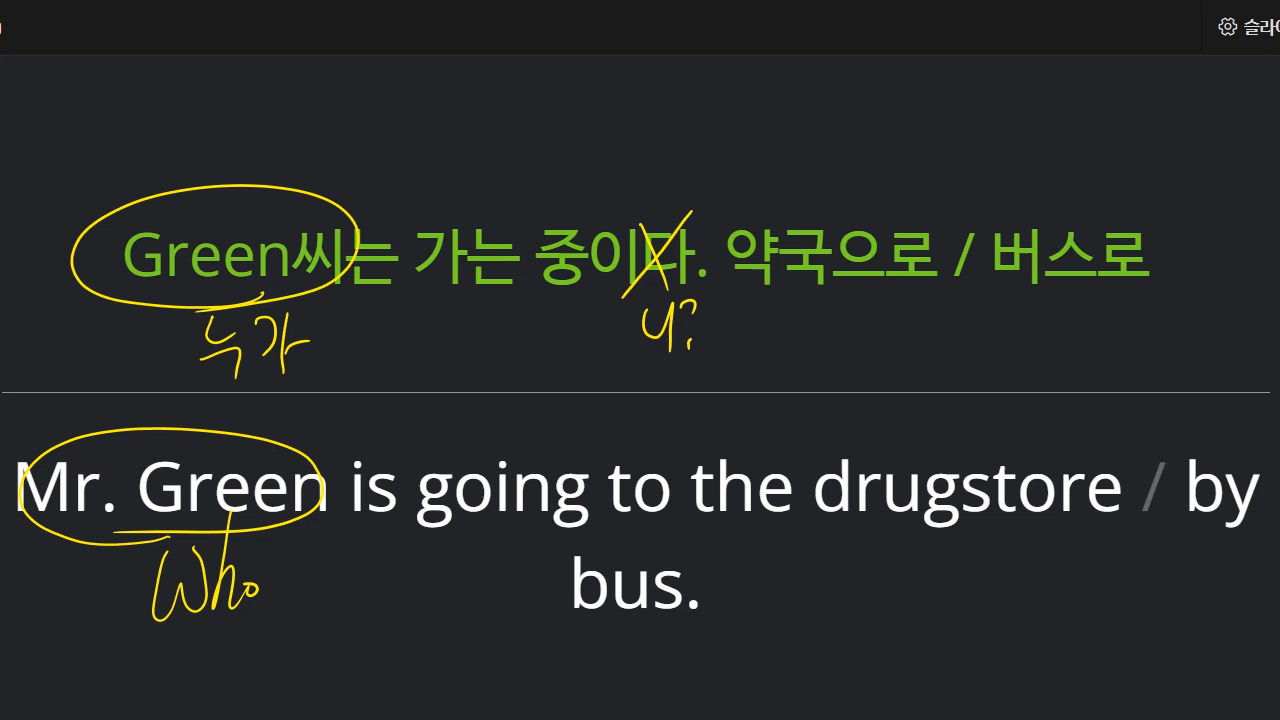 슬라이
Green씨는 가는 중이다. 약국으로 / 버스로
누가
니?
Mr. Green is going to the drugstore / by
bus.
Who